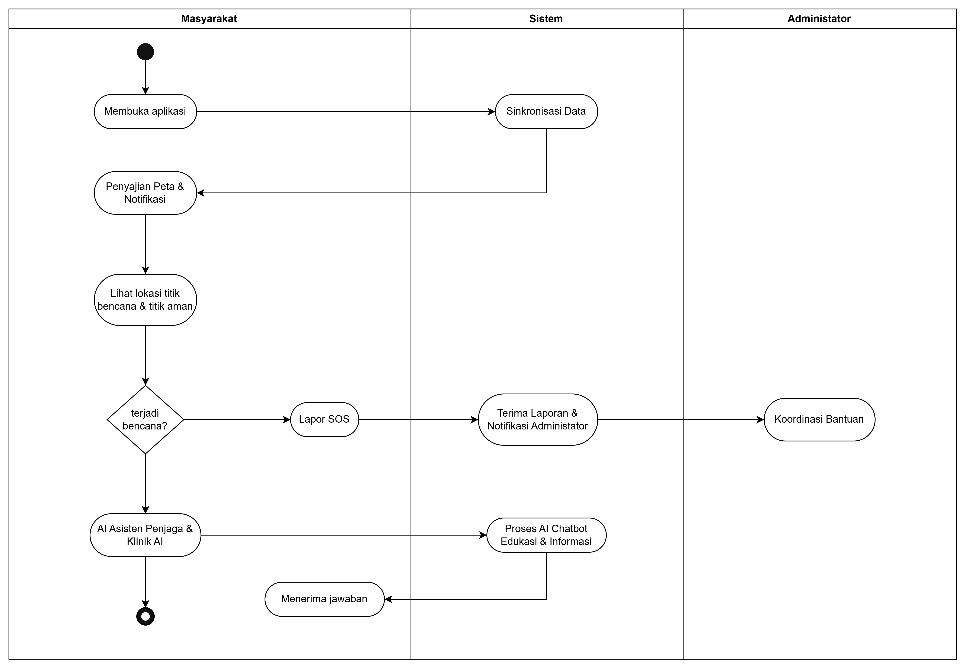 Masyarakat
Sistem
Administator
Membuka aplikasi
Sinkronisasi Data
Penyajian Peta &
Notifikasi
Lihat lokasi titik
bencana & titik aman
terjadi
bencana?
Lapor SOS
Terima Laporan &
Notifikasi Administator
Koordinasi Bantuan
AI Asisten Penjaga &
Klinik AI
Proses AI Chatbot
Edukasi & Informasi
Menerima jawaban